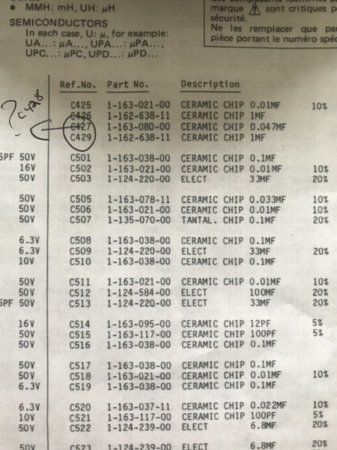 • MMH: mH, UH: μH
SEMICONDUCTORS
In each case, U: μ, for example:
UA...: μA..., UPA...: μPA...,
UPC...: μPC, UPD...: μPD...
marque ⚠ sont critiques p
sécurité.
Ne les remplacer que pa
pièce portant le numéro spé
Ref.No. Part No. Description
? C428
C425 1-163-021-00 CERAMIC CHIP 0.01MF 10%
C426 1-162-638-11 CERAMIC CHIP 1MF
C427 1-163-080-00 CERAMIC CHIP 0.047MF
C429 1-162-638-11 CERAMIC CHIP 1MF
5PF 50V C501 1-163-038-00 CERAMIC CHIP 0.1MF
16V C502 1-163-021-00 CERAMIC CHIP 0.01MF 10%
50V C503 1-124-220-00 ELECT 33MF 20%
50V C505 1-163-078-11 CERAMIC CHIP 0.033MF 10%
50V C506 1-163-021-00 CERAMIC CHIP 0.01MF 10%
50V C507 1-135-070-00 TANTAL. CHIP 0.1MF 20%
6.3V C508 1-163-038-00 CERAMIC CHIP 0.1MF
6.3V C509 1-124-220-00 ELECT 33MF 20%
10V C510 1-163-038-00 CERAMIC CHIP 0.1MF
50V C511 1-163-021-00 CERAMIC CHIP 0.01MF 10%
50V C512 1-124-584-00 ELECT 100MF 20%
5PF 50V C513 1-124-220-00 ELECT 33MF 20%
16V C514 1-163-095-00 CERAMIC CHIP 12PF 5%
50V C515 1-163-117-00 CERAMIC CHIP 100PF 5%
50V C516 1-163-038-00 CERAMIC CHIP 0.1MF
50V C517 1-163-038-00 CERAMIC CHIP 0.1MF
50V C518 1-163-021-00 CERAMIC CHIP 0.01MF 10%
6.3V C519 1-163-038-00 CERAMIC CHIP 0.1MF
6.3V C520 1-163-037-11 CERAMIC CHIP 0.022MF 10%
10V C521 1-163-117-00 CERAMIC CHIP 100PF 5%
50V C522 1-124-239-00 ELECT 6.8MF 20%
50V C523 1-124-239-00 ELECT 6.8MF 20%